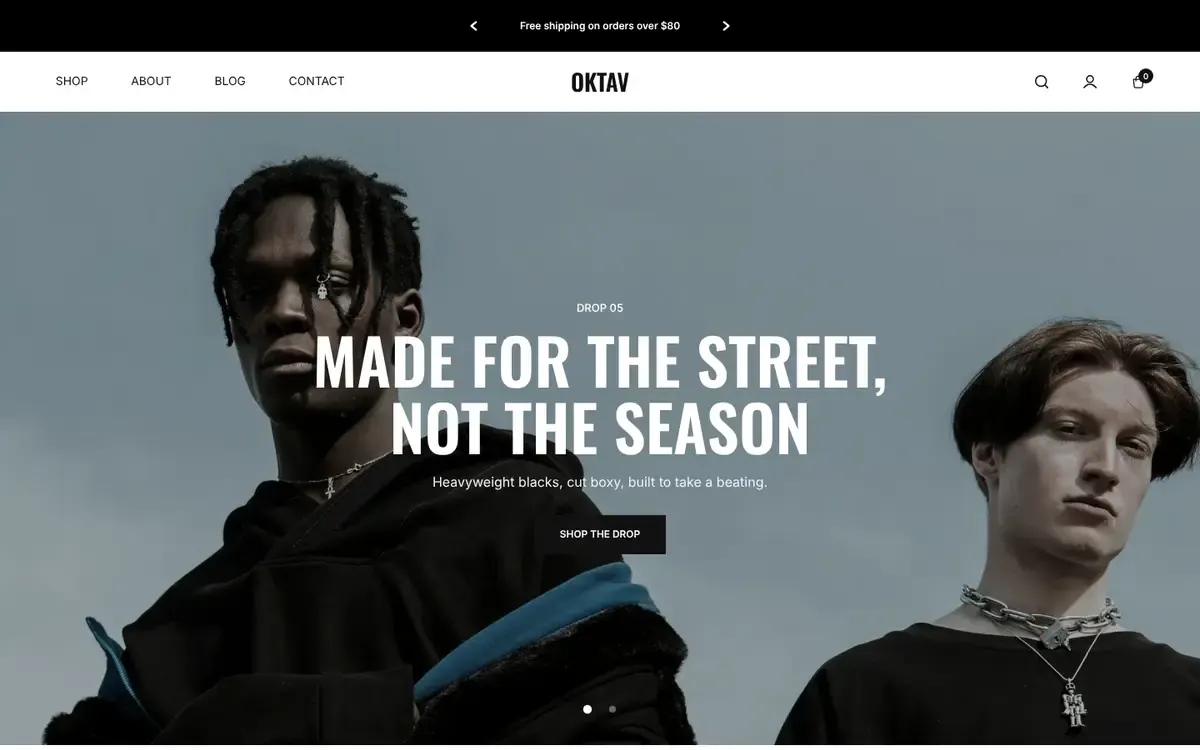 Free shipping on orders over $80
SHOP ABOUT BLOG CONTACT OKTAV 0
DROP 05
MADE FOR THE STREET,
NOT THE SEASON
Heavyweight blacks, cut boxy, built to take a beating.
SHOP THE DROP